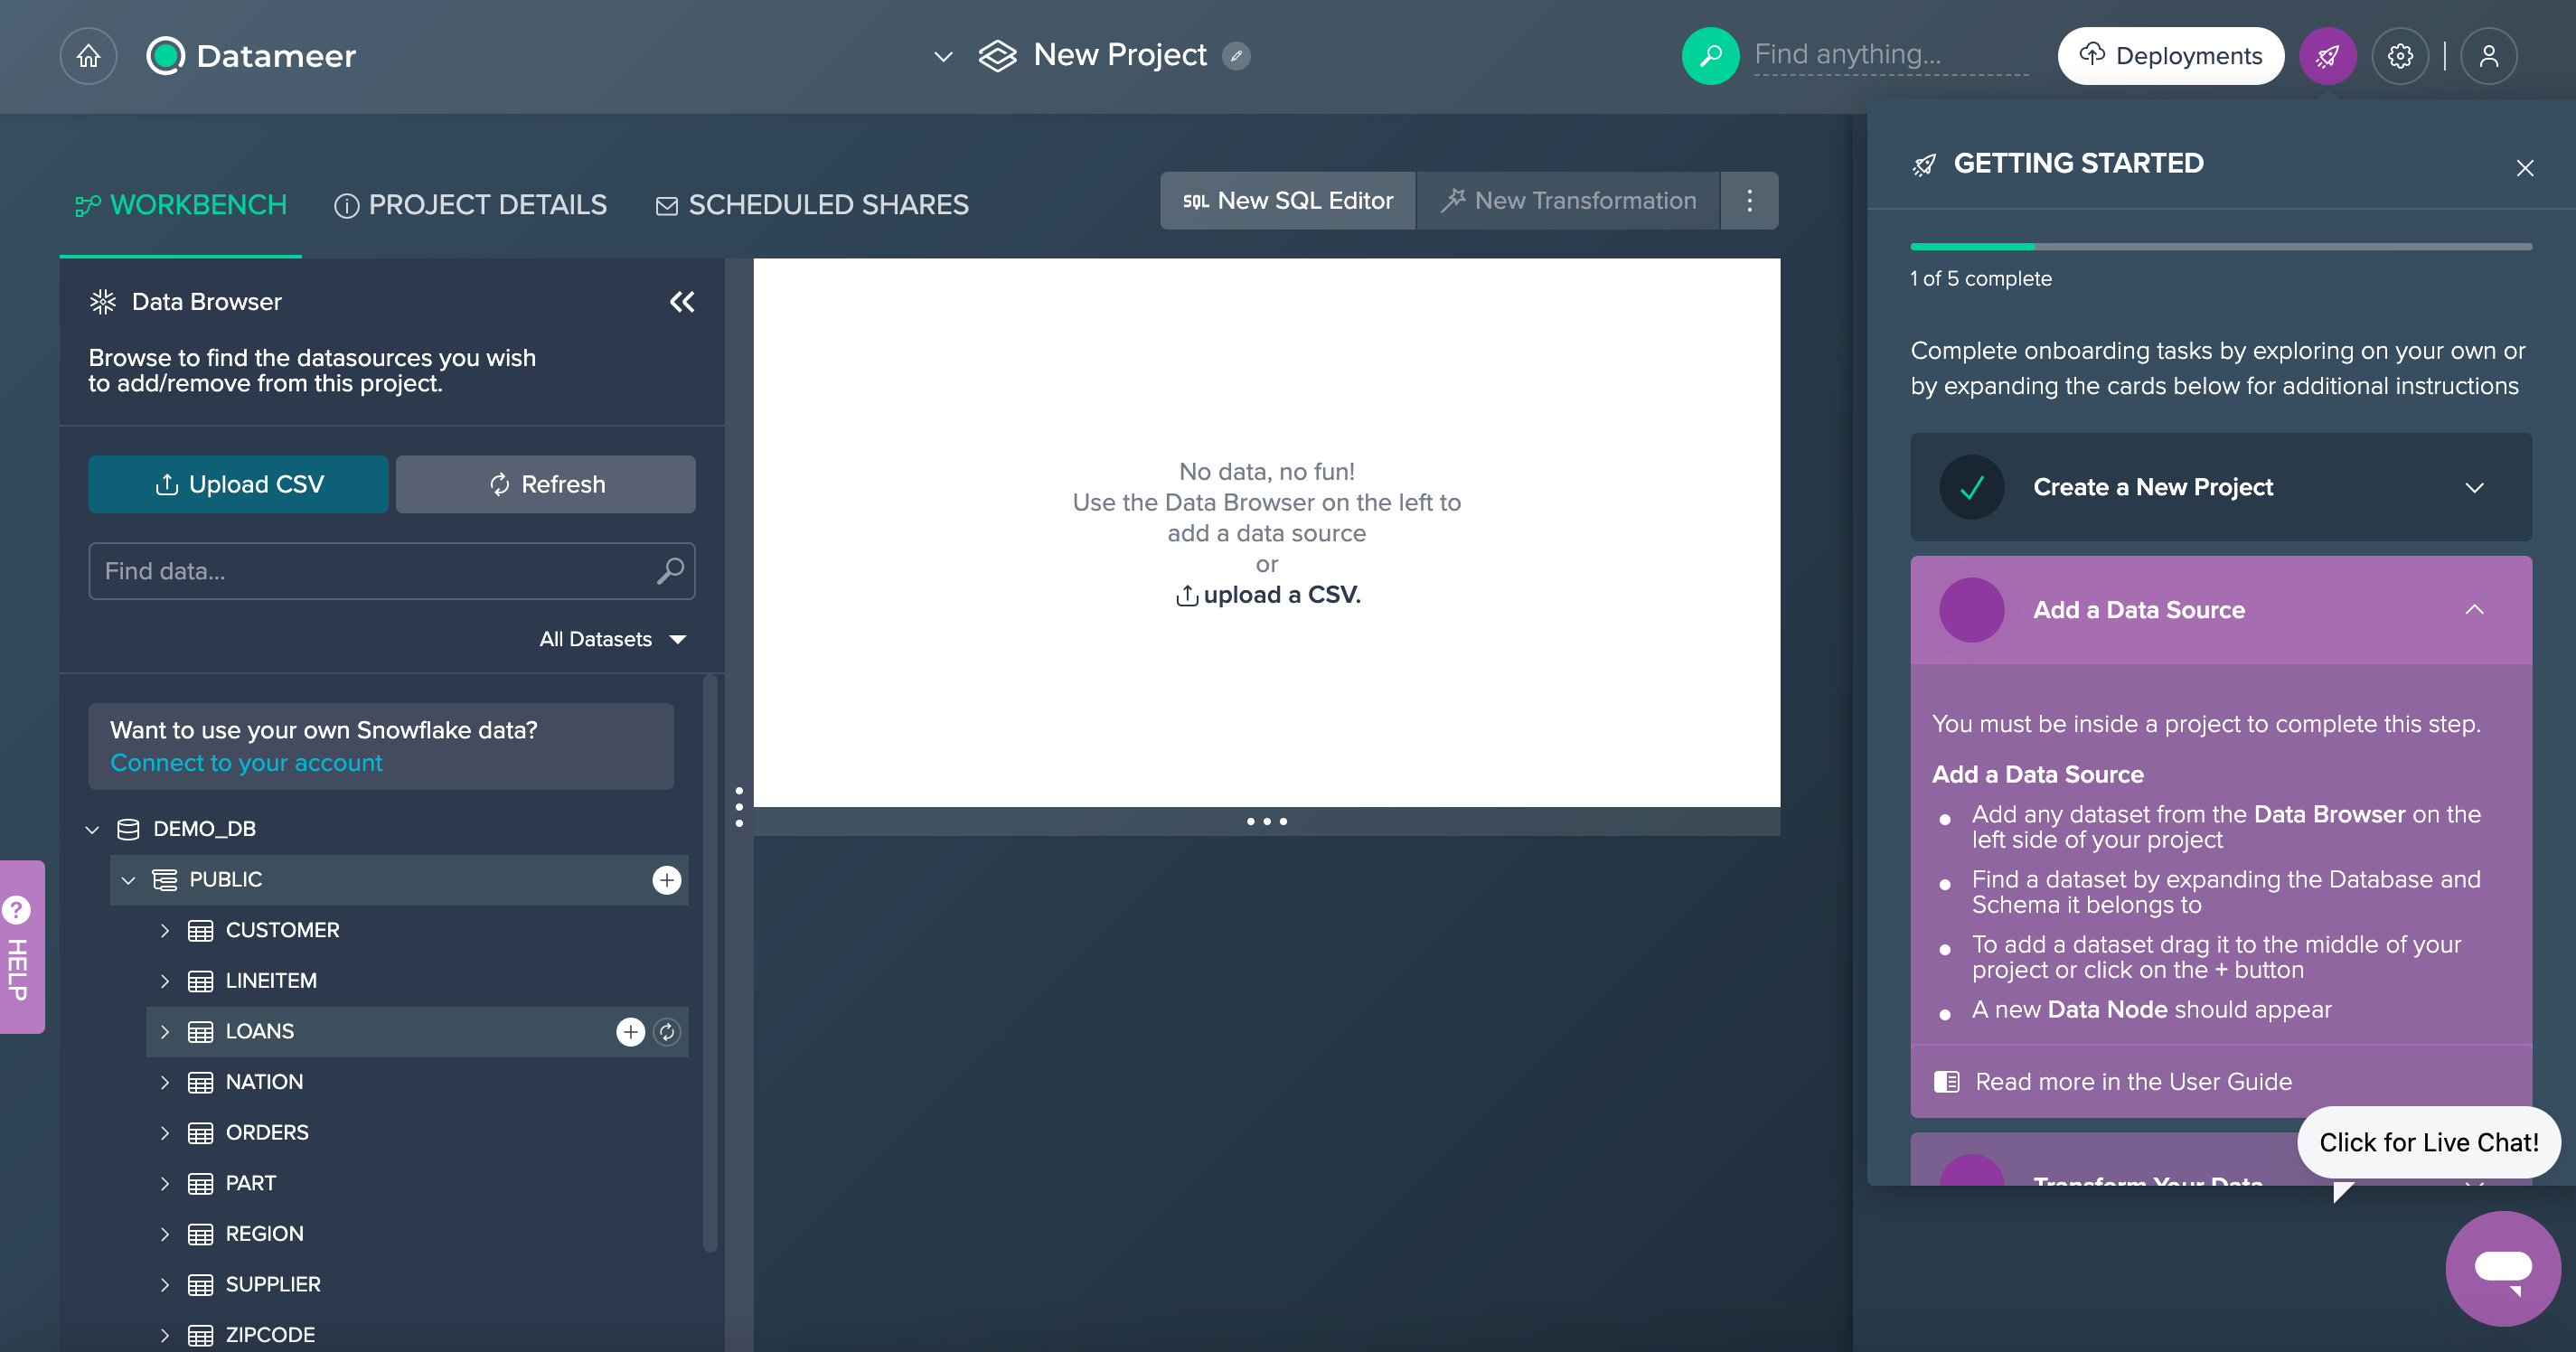 Datameer
New Project
Find anything...
Deployments
WORKBENCH
PROJECT DETAILS
SCHEDULED SHARES
SQL New SQL Editor
New Transformation
Data Browser
Browse to find the datasources you wish
to add/remove from this project.
Upload CSV
Refresh
Find data...
All Datasets
Want to use your own Snowflake data?
Connect to your account
DEMO_DB
PUBLIC
CUSTOMER
LINEITEM
LOANS
NATION
ORDERS
PART
REGION
SUPPLIER
ZIPCODE
? HELP
No data, no fun!
Use the Data Browser on the left to
add a data source
or
upload a CSV.
GETTING STARTED
1 of 5 complete
Complete onboarding tasks by exploring on your own or
by expanding the cards below for additional instructions
Create a New Project
Add a Data Source
You must be inside a project to complete this step.
Add a Data Source
Add any dataset from the Data Browser on the
left side of your project
Find a dataset by expanding the Database and
Schema it belongs to
To add a dataset drag it to the middle of your
project or click on the + button
A new Data Node should appear
Read more in the User Guide
Transform Your Data
Click for Live Chat!